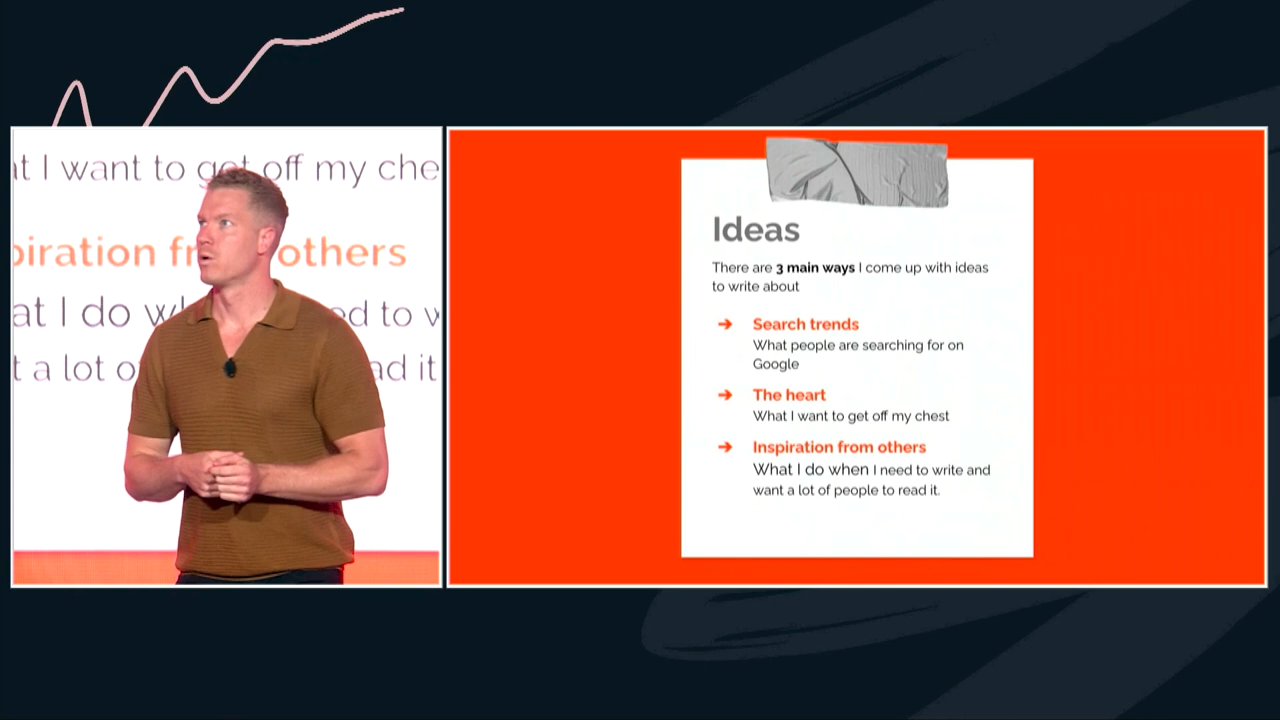 at I want to get off my che
piration fr others
at I do wh ed to w
t a lot o ad it
Ideas
There are 3 main ways I come up with ideas
to write about
➔ Search trends
What people are searching for on
Google
➔ The heart
What I want to get off my chest
➔ Inspiration from others
What I do when I need to write and
want a lot of people to read it.